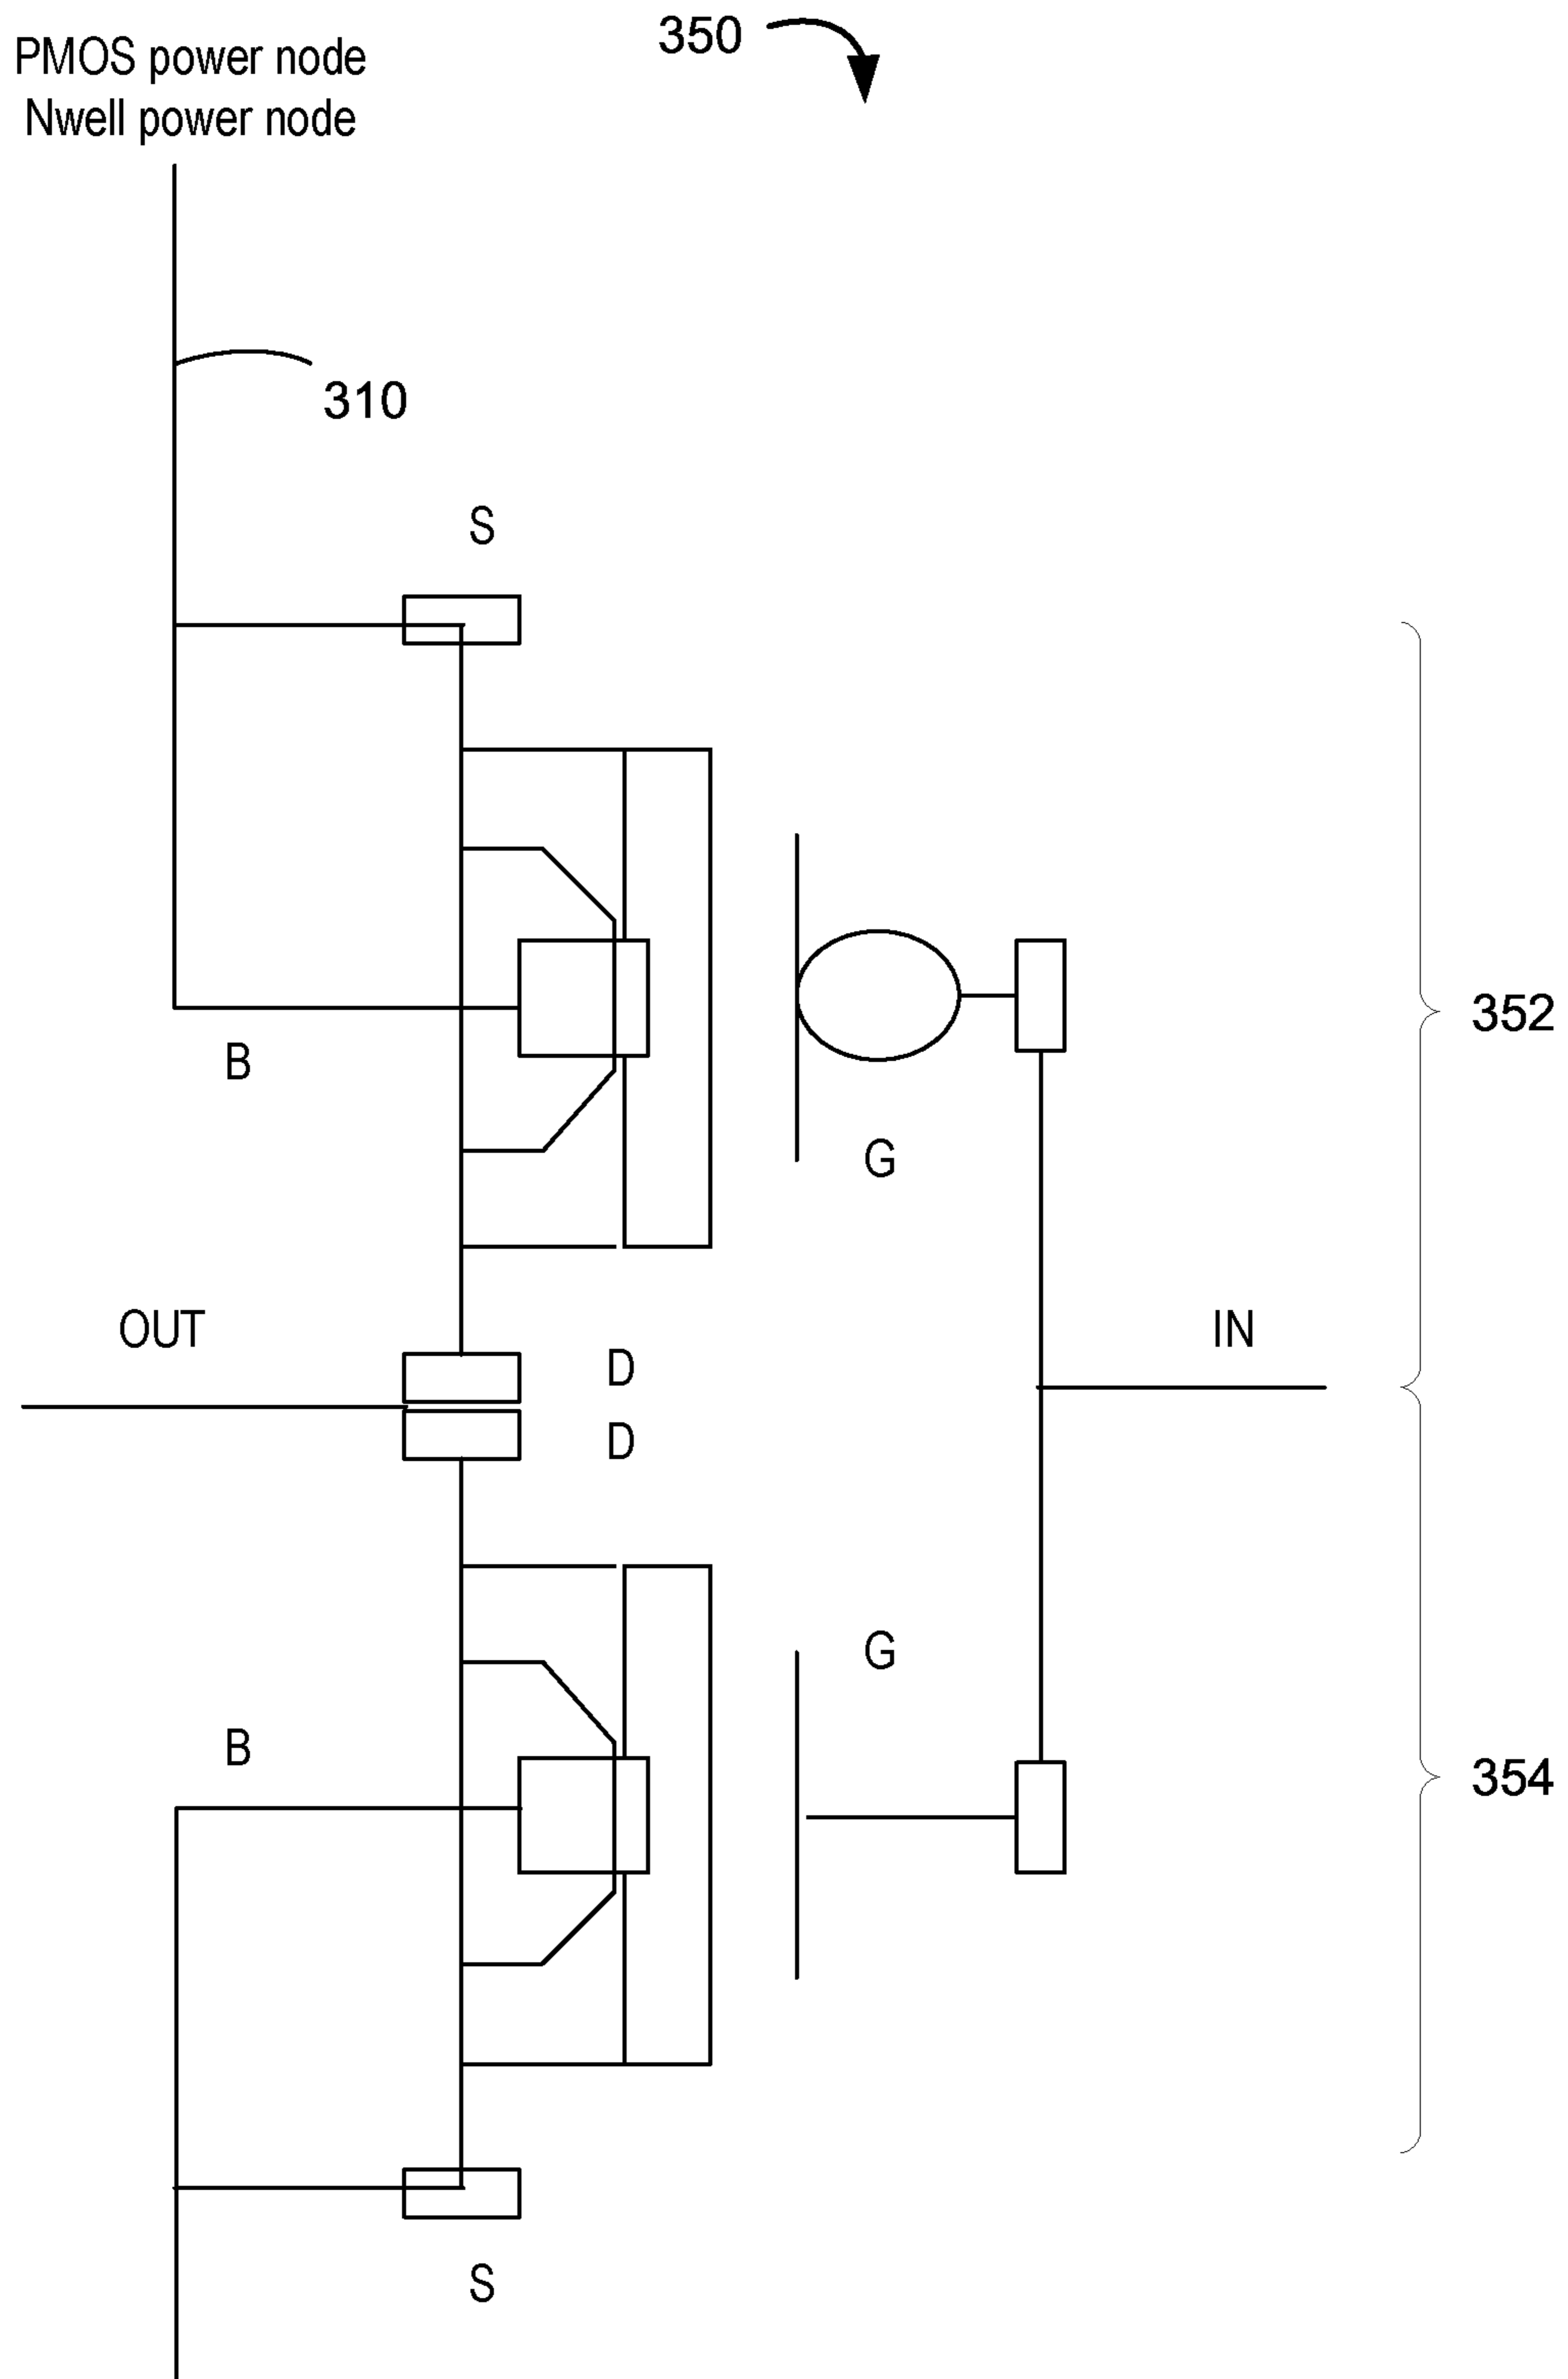 350
PMOS power node
Nwell power node
310
S
352
B
G
OUT
IN
D
D
G
B
354
S